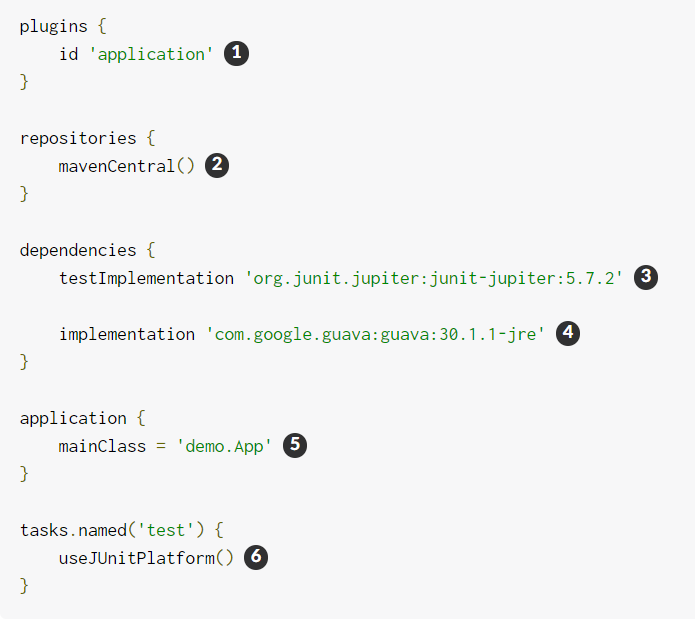 plugins {
    id 'application' 1
}

repositories {
    mavenCentral() 2
}

dependencies {
    testImplementation 'org.junit.jupiter:junit-jupiter:5.7.2' 3

    implementation 'com.google.guava:guava:30.1.1-jre' 4
}

application {
    mainClass = 'demo.App' 5
}

tasks.named('test') {
    useJUnitPlatform() 6
}